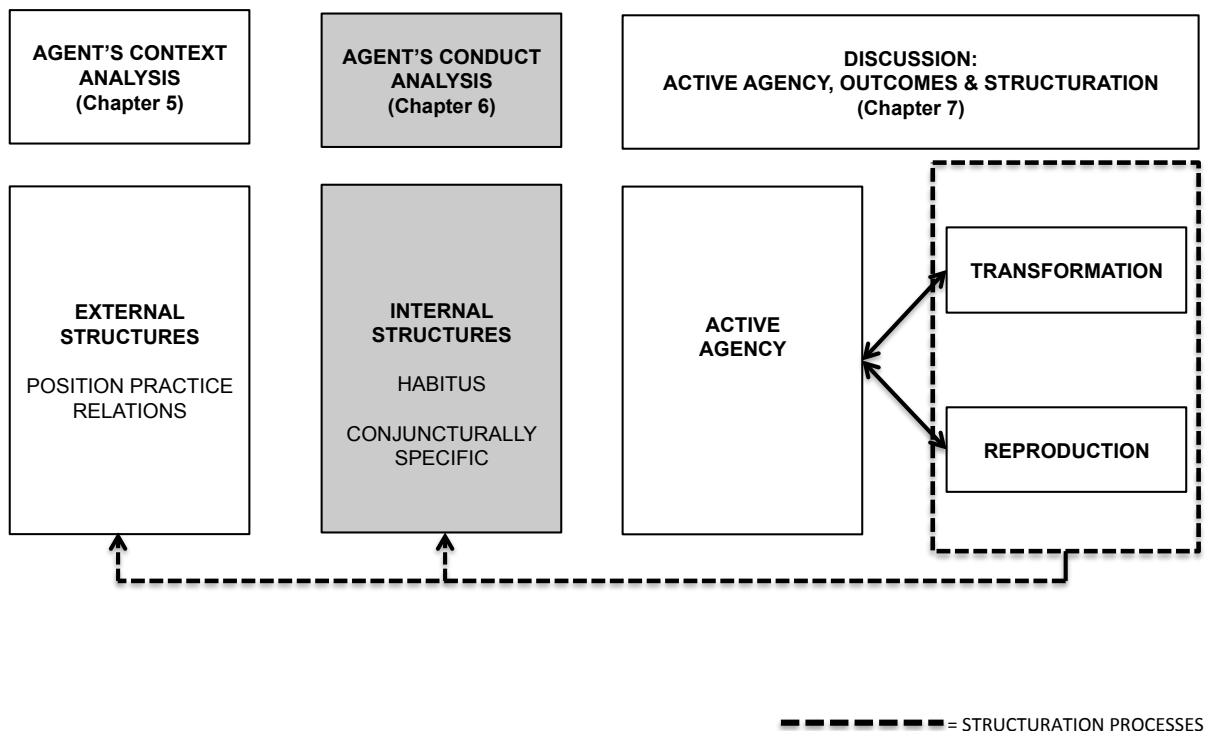 AGENT’S CONTEXT
ANALYSIS
(Chapter 5)
AGENT’S CONDUCT
ANALYSIS
(Chapter 6)
DISCUSSION:
ACTIVE AGENCY, OUTCOMES & STRUCTURATION
(Chapter 7)
EXTERNAL
STRUCTURES
POSITION PRACTICE
RELATIONS
INTERNAL
STRUCTURES
HABITUS
CONJUNCTURALLY
SPECIFIC
ACTIVE
AGENCY
TRANSFORMATION
REPRODUCTION
= STRUCTURATION PROCESSES